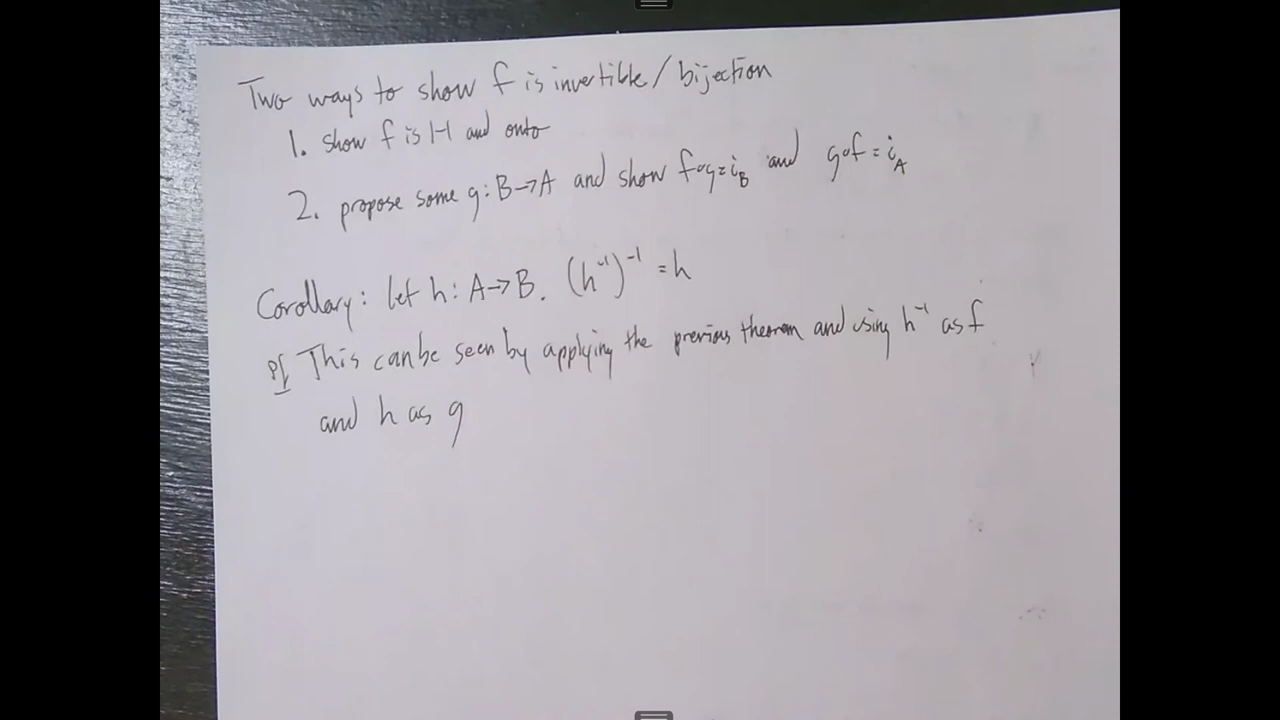 Two ways to show f is invertible/bijection
1. show f is 1-1 and onto
2. propose some g: B→A and show f∘g=i_B and g∘f=i_A
Corollary: let h: A→B. (h⁻¹)⁻¹ = h
pf This can be seen by applying the previous theorem and using h⁻¹ as f
and h as g